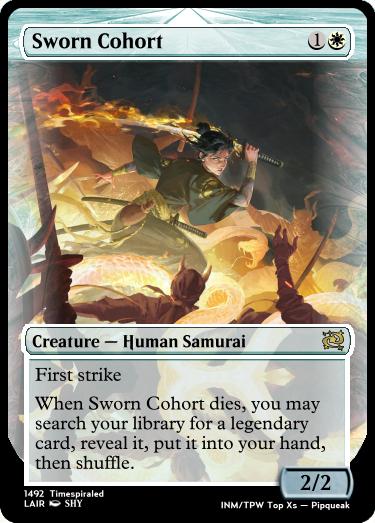 Sworn Cohort 1
Creature — Human Samurai
First strike
When Sworn Cohort dies, you may
search your library for a legendary
card, reveal it, put it into your hand,
then shuffle.
2/2
1492 Timespiraled
LAIR SHY
INM/TPW Top Xs — Pipqueak